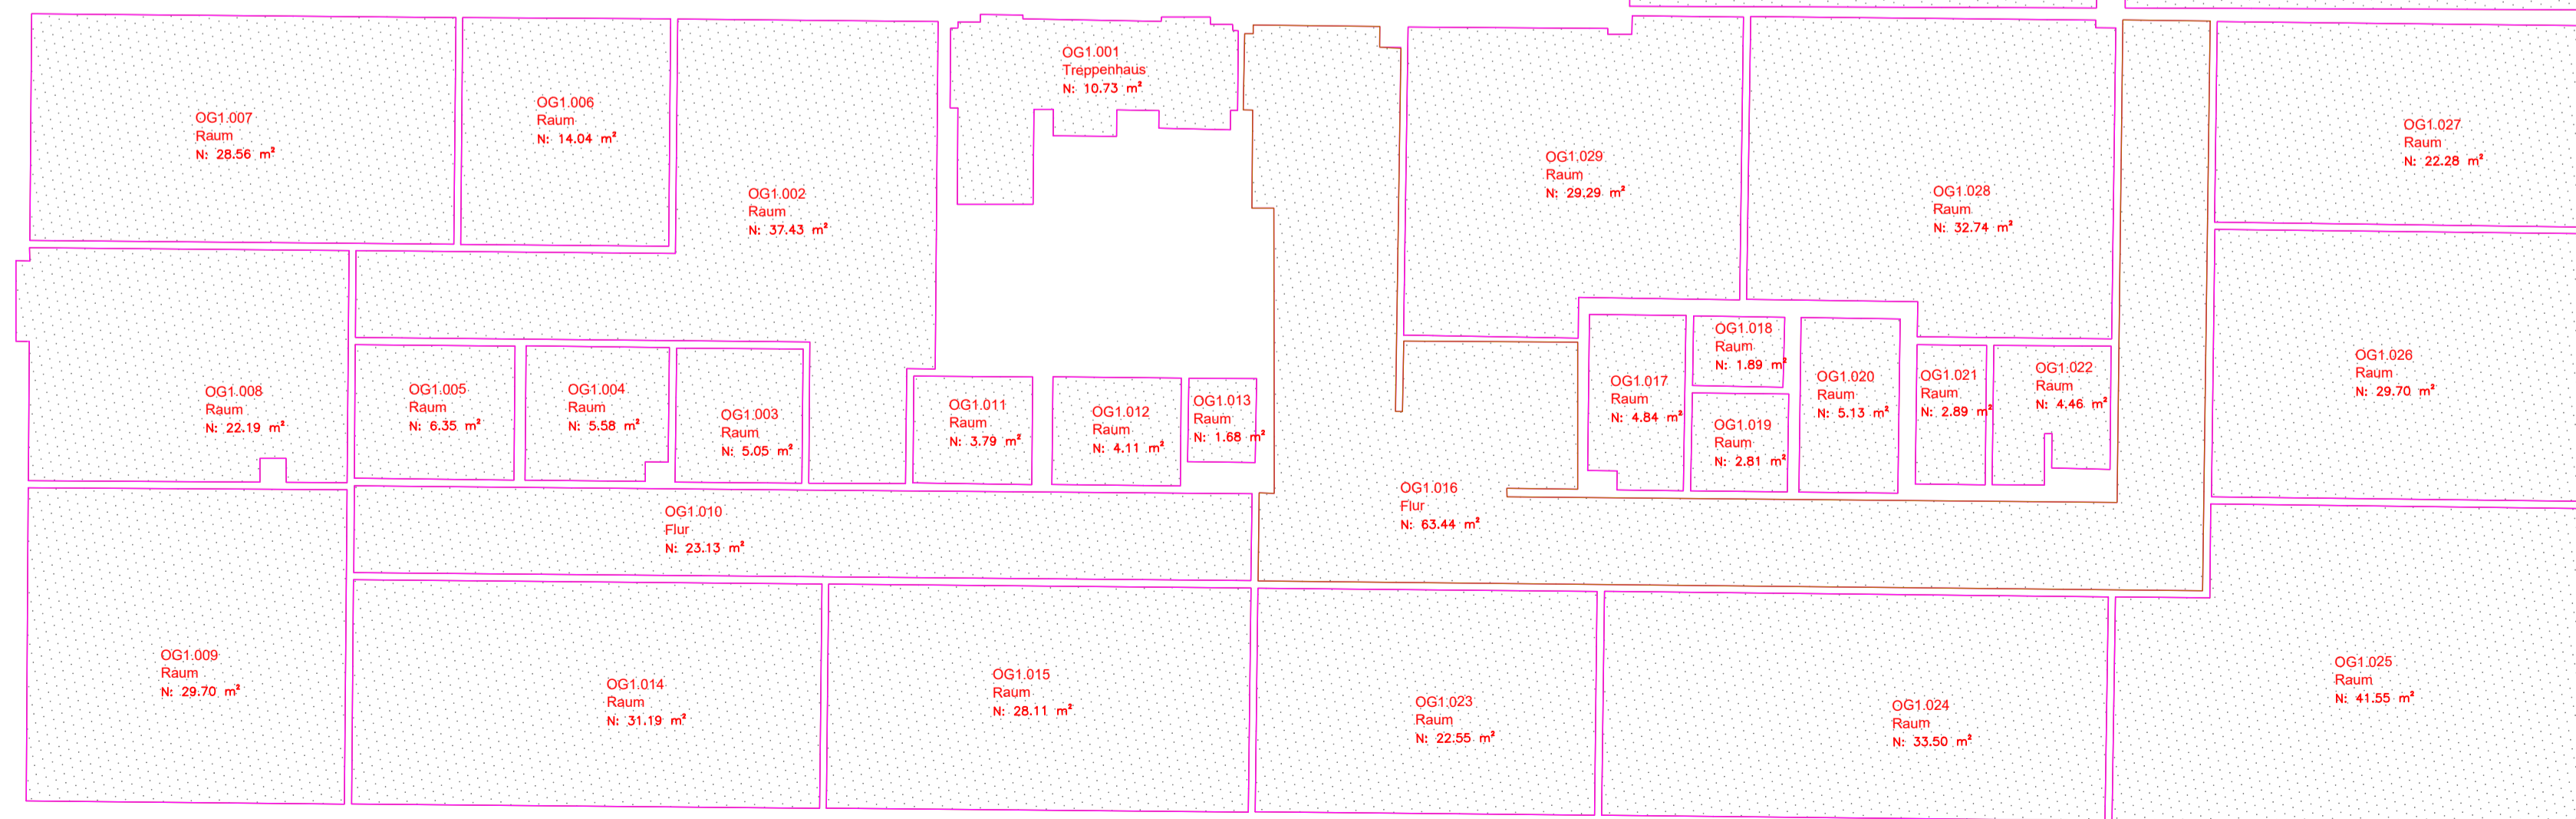 OG1.007
Raum
N: 28.56 m²
OG1.006
Raum
N: 14.04 m²
OG1.002
Raum
N: 37.43 m²
OG1.001
Treppenhaus
N: 10.73 m²
OG1.029
Raum
N: 29.29 m²
OG1.028
Raum
N: 32.74 m²
OG1.027
Raum
N: 22.28 m²
OG1.008
Raum
N: 22.19 m²
OG1.005
Raum
N: 6.35 m²
OG1.004
Raum
N: 5.58 m²
OG1.003
Raum
N: 5.05 m²
OG1.011
Raum
N: 3.79 m²
OG1.012
Raum
N: 4.11 m²
OG1.013
Raum
N: 1.68 m²
OG1.017
Raum
N: 4.84 m²
OG1.018
Raum
N: 1.89 m²
OG1.019
Raum
N: 2.81 m²
OG1.020
Raum
N: 5.13 m²
OG1.021
Raum
N: 2.89 m²
OG1.022
Raum
N: 4.46 m²
OG1.026
Raum
N: 29.70 m²
OG1.010
Flur
N: 23.13 m²
OG1.016
Flur
N: 63.44 m²
OG1.009
Raum
N: 29.70 m²
OG1.014
Raum
N: 31.19 m²
OG1.015
Raum
N: 28.11 m²
OG1.023
Raum
N: 22.55 m²
OG1.024
Raum
N: 33.50 m²
OG1.025
Raum
N: 41.55 m²